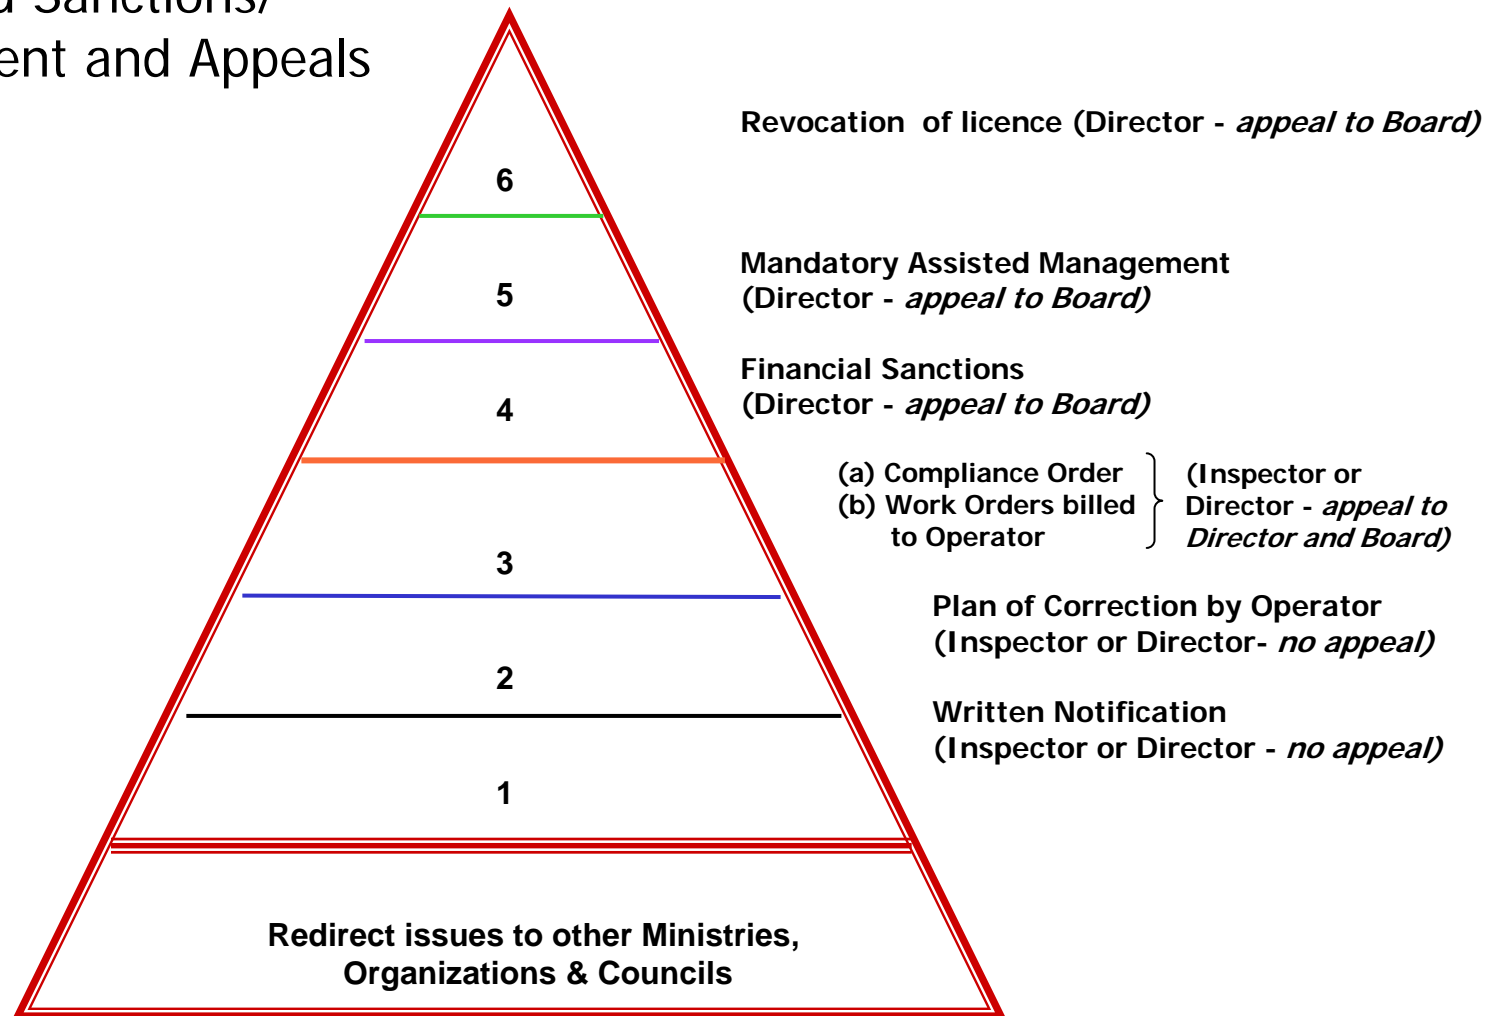 d Sanctions/
ent and Appeals
Revocation of licence (Director - appeal to Board)
6
Mandatory Assisted Management
(Director - appeal to Board)
5
Financial Sanctions
(Director - appeal to Board)
4
(a) Compliance Order
(b) Work Orders billed
to Operator
(Inspector or
Director - appeal to
Director and Board)
3
Plan of Correction by Operator
(Inspector or Director- no appeal)
2
Written Notification
(Inspector or Director - no appeal)
1
Redirect issues to other Ministries,
Organizations & Councils